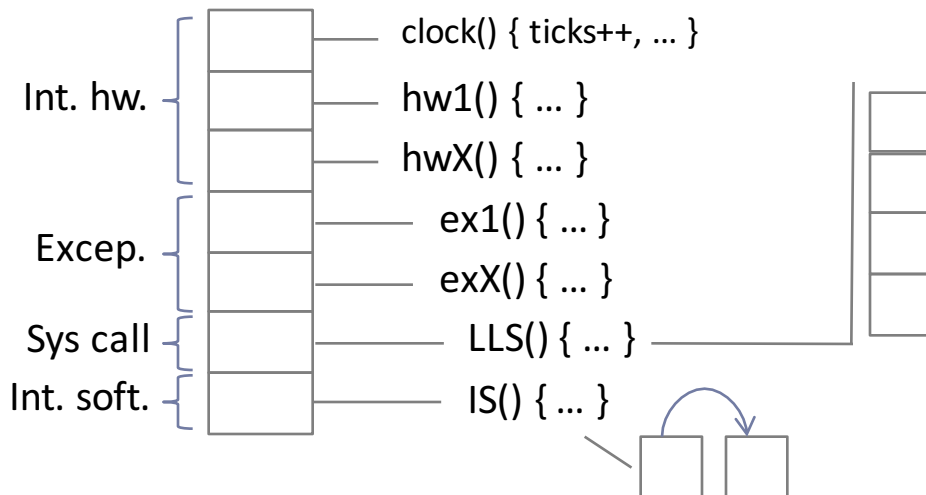 clock() { ticks++, … }
Int. hw.
hw1() { … }
hwX() { … }
ex1() { … }
Excep.
exX() { … }
Sys call
LLS() { … }
Int. soft.
IS() { … }